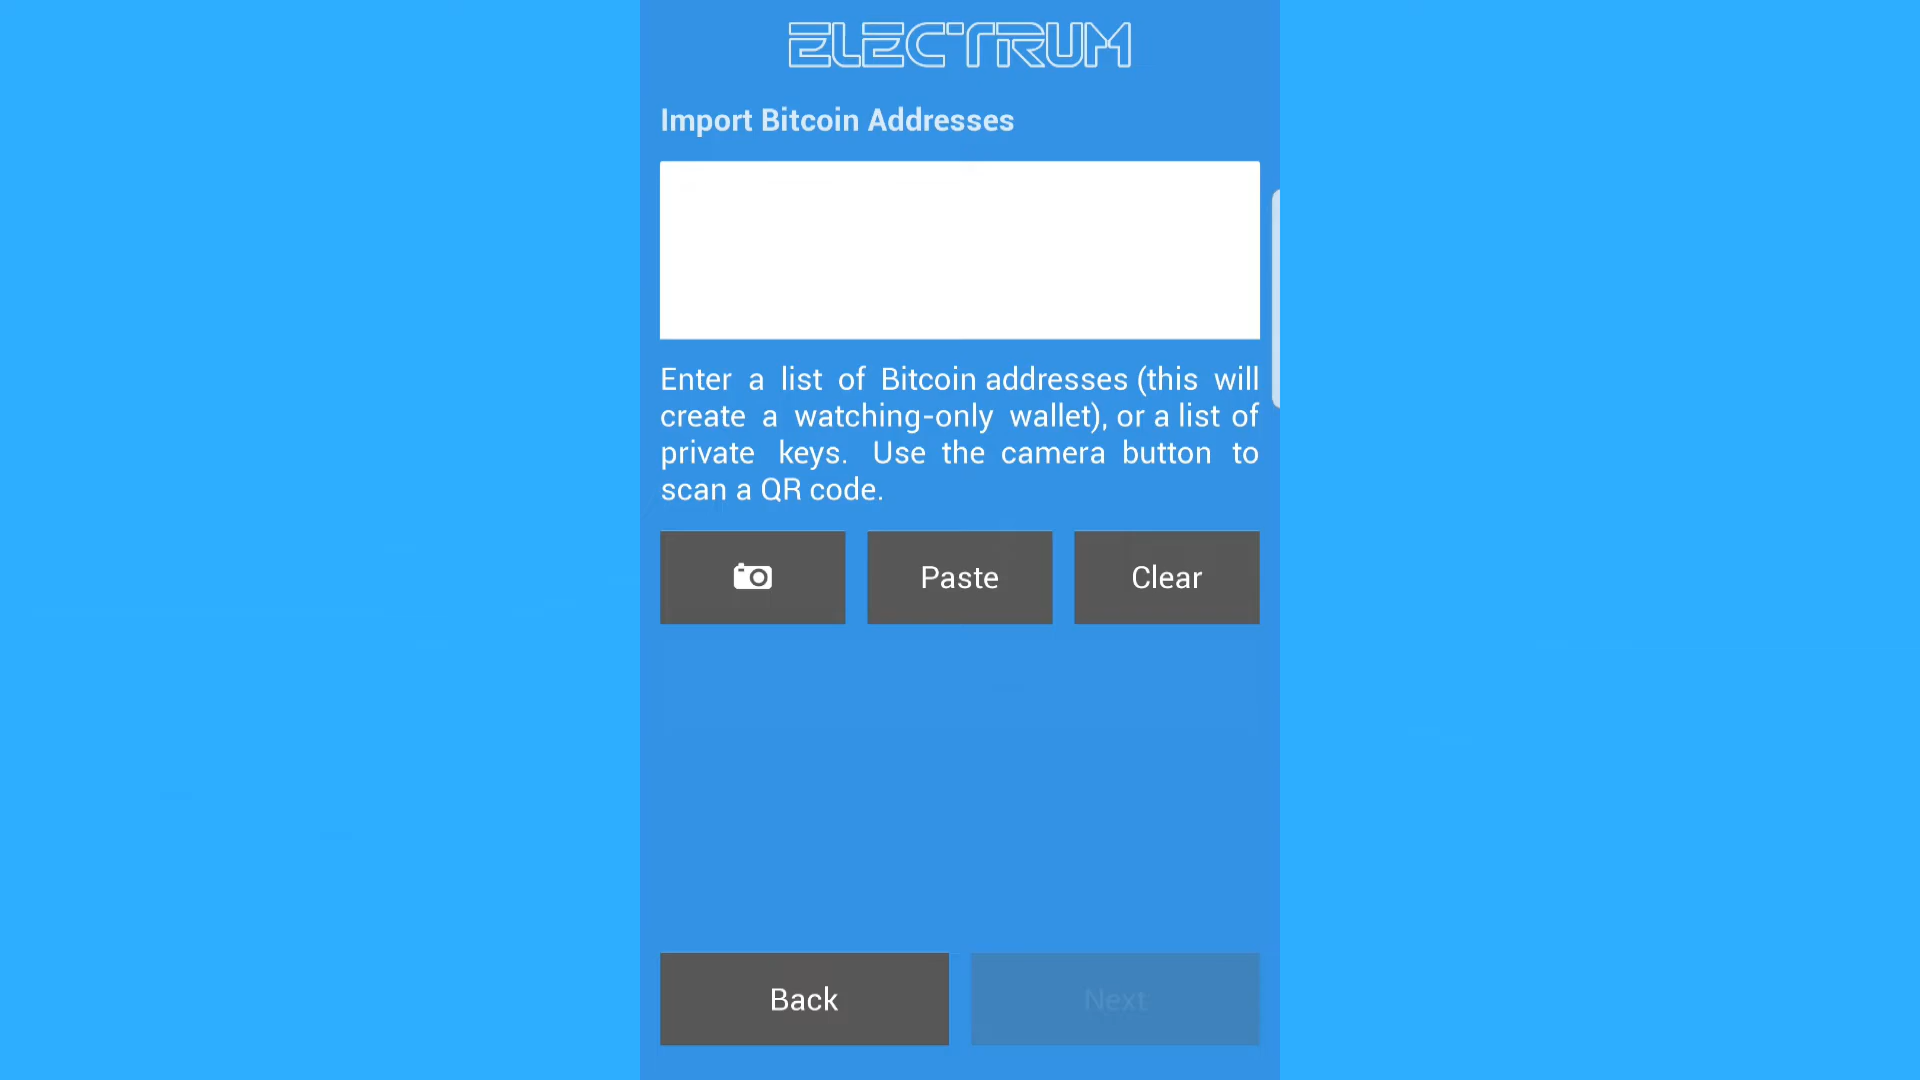 ELECTRUM
Import Bitcoin Addresses
Enter a list of Bitcoin addresses (this will
create a watching-only wallet), or a list of
private keys. Use the camera button to
scan a QR code.
Paste
Clear
Back
Next